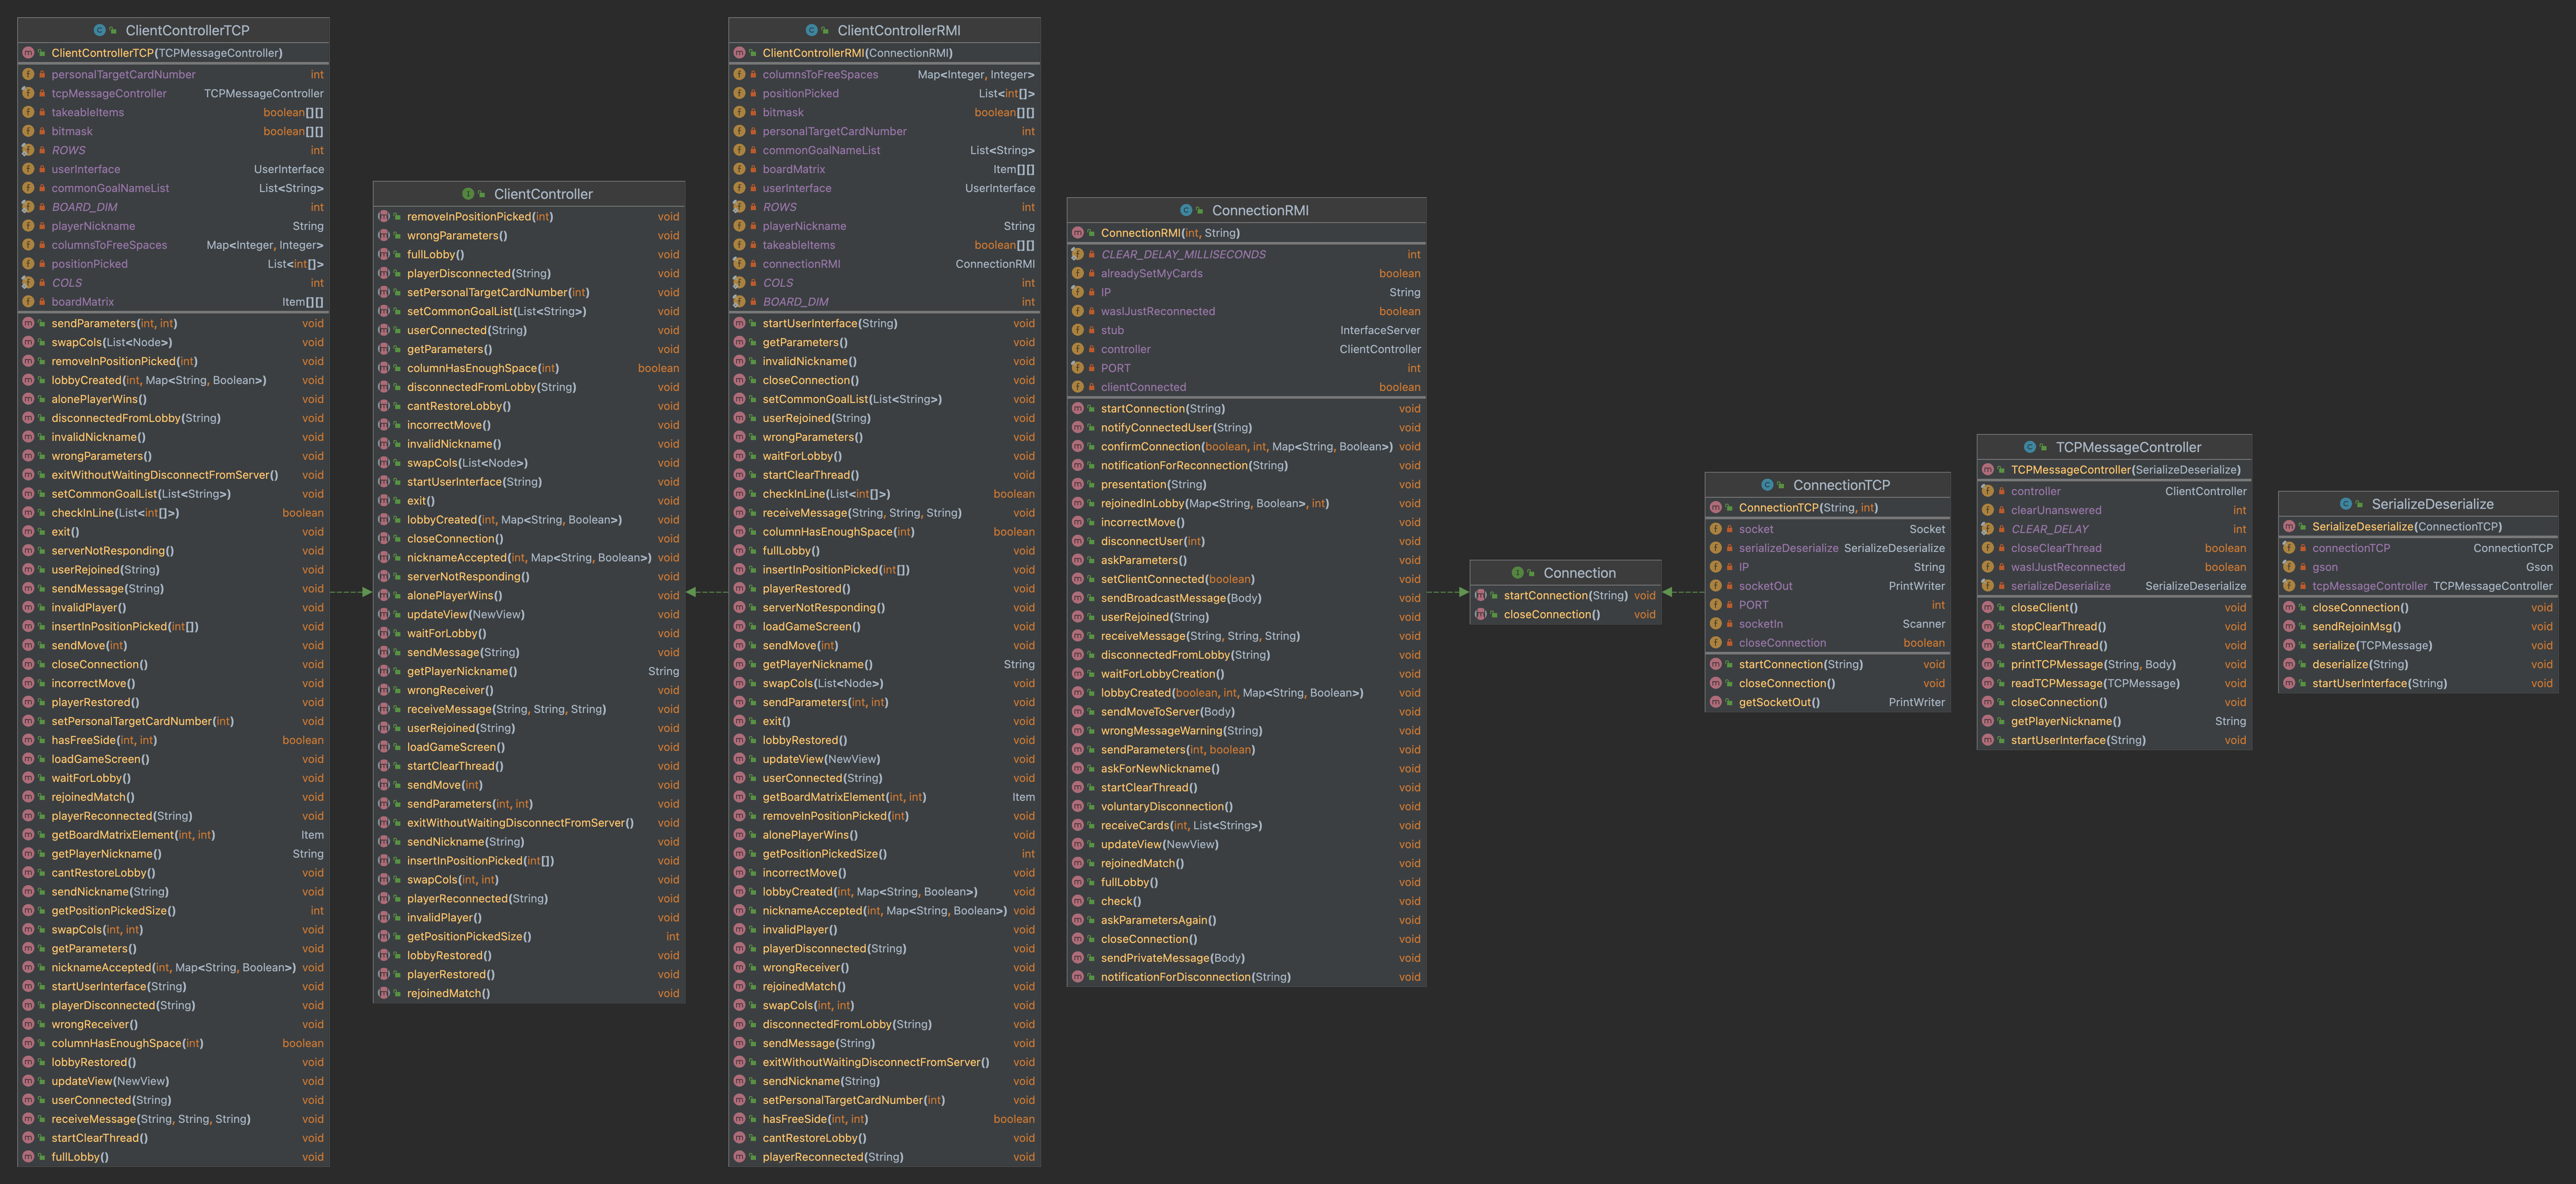 ClientControllerTCP
ClientControllerTCP(TCPMessageController)
personalTargetCardNumber int
tcpMessageController TCPMessageController
takeableItems boolean[][]
bitmask boolean[][]
ROWS int
userInterface UserInterface
commonGoalNameList List<String>
BOARD_DIM int
playerNickname String
columnsToFreeSpaces Map<Integer, Integer>
positionPicked List<int[]>
COLS int
boardMatrix Item[][]
sendParameters(int, int) void
swapCols(List<Node>) void
removeInPositionPicked(int) void
lobbyCreated(int, Map<String, Boolean>) void
alonePlayerWins() void
disconnectedFromLobby(String) void
invalidNickname() void
wrongParameters() void
exitWithoutWaitingDisconnectFromServer() void
setCommonGoalList(List<String>) void
checkInLine(List<int[]>) boolean
exit() void
serverNotResponding() void
userRejoined(String) void
sendMessage(String) void
invalidPlayer() void
insertInPositionPicked(int[]) void
sendMove(int) void
closeConnection() void
incorrectMove() void
playerRestored() void
setPersonalTargetCardNumber(int) void
hasFreeSide(int, int) boolean
loadGameScreen() void
waitForLobby() void
rejoinedMatch() void
playerReconnected(String) void
getBoardMatrixElement(int, int) Item
getPlayerNickname() String
cantRestoreLobby() void
sendNickname(String) void
getPositionPickedSize() int
swapCols(int, int) void
getParameters() void
nicknameAccepted(int, Map<String, Boolean>) void
startUserInterface(String) void
playerDisconnected(String) void
wrongReceiver() void
columnHasEnoughSpace(int) boolean
lobbyRestored() void
updateView(NewView) void
userConnected(String) void
receiveMessage(String, String, String) void
startClearThread() void
fullLobby() void
ClientController
removeInPositionPicked(int) void
wrongParameters() void
fullLobby() void
playerDisconnected(String) void
setPersonalTargetCardNumber(int) void
setCommonGoalList(List<String>) void
userConnected(String) void
getParameters() void
columnHasEnoughSpace(int) boolean
disconnectedFromLobby(String) void
cantRestoreLobby() void
incorrectMove() void
invalidNickname() void
swapCols(List<Node>) void
startUserInterface(String) void
exit() void
lobbyCreated(int, Map<String, Boolean>) void
closeConnection() void
nicknameAccepted(int, Map<String, Boolean>) void
serverNotResponding() void
alonePlayerWins() void
updateView(NewView) void
waitForLobby() void
sendMessage(String) void
getPlayerNickname() String
wrongReceiver() void
receiveMessage(String, String, String) void
userRejoined(String) void
loadGameScreen() void
startClearThread() void
sendMove(int) void
sendParameters(int, int) void
exitWithoutWaitingDisconnectFromServer() void
sendNickname(String) void
insertInPositionPicked(int[]) void
swapCols(int, int) void
playerReconnected(String) void
invalidPlayer() void
getPositionPickedSize() int
lobbyRestored() void
playerRestored() void
rejoinedMatch() void
ClientControllerRMI
ClientControllerRMI(ConnectionRMI)
columnsToFreeSpaces Map<Integer, Integer>
positionPicked List<int[]>
bitmask boolean[][]
personalTargetCardNumber int
commonGoalNameList List<String>
boardMatrix Item[][]
userInterface UserInterface
ROWS int
playerNickname String
takeableItems boolean[][]
connectionRMI ConnectionRMI
COLS int
BOARD_DIM int
startUserInterface(String) void
getParameters() void
invalidNickname() void
closeConnection() void
setCommonGoalList(List<String>) void
userRejoined(String) void
wrongParameters() void
waitForLobby() void
startClearThread() void
checkInLine(List<int[]>) boolean
receiveMessage(String, String, String) void
columnHasEnoughSpace(int) boolean
fullLobby() void
insertInPositionPicked(int[]) void
playerRestored() void
serverNotResponding() void
loadGameScreen() void
sendMove(int) void
getPlayerNickname() String
swapCols(List<Node>) void
sendParameters(int, int) void
exit() void
lobbyRestored() void
updateView(NewView) void
userConnected(String) void
getBoardMatrixElement(int, int) Item
removeInPositionPicked(int) void
alonePlayerWins() void
getPositionPickedSize() int
incorrectMove() void
lobbyCreated(int, Map<String, Boolean>) void
nicknameAccepted(int, Map<String, Boolean>) void
invalidPlayer() void
playerDisconnected(String) void
wrongReceiver() void
rejoinedMatch() void
swapCols(int, int) void
disconnectedFromLobby(String) void
sendMessage(String) void
exitWithoutWaitingDisconnectFromServer() void
sendNickname(String) void
setPersonalTargetCardNumber(int) void
hasFreeSide(int, int) boolean
cantRestoreLobby() void
playerReconnected(String) void
ConnectionRMI
ConnectionRMI(int, String)
CLEAR_DELAY_MILLISECONDS int
alreadySetMyCards boolean
IP String
wasIJustReconnected boolean
stub InterfaceServer
controller ClientController
PORT int
clientConnected boolean
startConnection(String) void
notifyConnectedUser(String) void
confirmConnection(boolean, int, Map<String, Boolean>) void
notificationForReconnection(String) void
presentation(String) void
rejoinedInLobby(Map<String, Boolean>, int) void
incorrectMove() void
disconnectUser(int) void
askParameters() void
setClientConnected(boolean) void
sendBroadcastMessage(Body) void
userRejoined(String) void
receiveMessage(String, String, String) void
disconnectedFromLobby(String) void
waitForLobbyCreation() void
lobbyCreated(boolean, int, Map<String, Boolean>) void
sendMoveToServer(Body) void
wrongMessageWarning(String) void
sendParameters(int, boolean) void
askForNewNickname() void
startClearThread() void
voluntaryDisconnection() void
receiveCards(int, List<String>) void
updateView(NewView) void
rejoinedMatch() void
fullLobby() void
check() void
askParametersAgain() void
closeConnection() void
sendPrivateMessage(Body) void
notificationForDisconnection(String) void
Connection
startConnection(String) void
closeConnection() void
ConnectionTCP
ConnectionTCP(String, int)
socket Socket
serializeDeserialize SerializeDeserialize
IP String
socketOut PrintWriter
PORT int
socketIn Scanner
closeConnection boolean
startConnection(String) void
closeConnection() void
getSocketOut() PrintWriter
TCPMessageController
TCPMessageController(SerializeDeserialize)
controller ClientController
clearUnanswered int
CLEAR_DELAY int
closeClearThread boolean
wasIJustReconnected boolean
serializeDeserialize SerializeDeserialize
closeClient() void
stopClearThread() void
startClearThread() void
printTCPMessage(String, Body) void
readTCPMessage(TCPMessage) void
closeConnection() void
getPlayerNickname() String
startUserInterface(String) void
SerializeDeserialize
SerializeDeserialize(ConnectionTCP)
connectionTCP ConnectionTCP
gson Gson
tcpMessageController TCPMessageController
closeConnection() void
sendRejoinMsg() void
serialize(TCPMessage) void
deserialize(String) void
startUserInterface(String) void